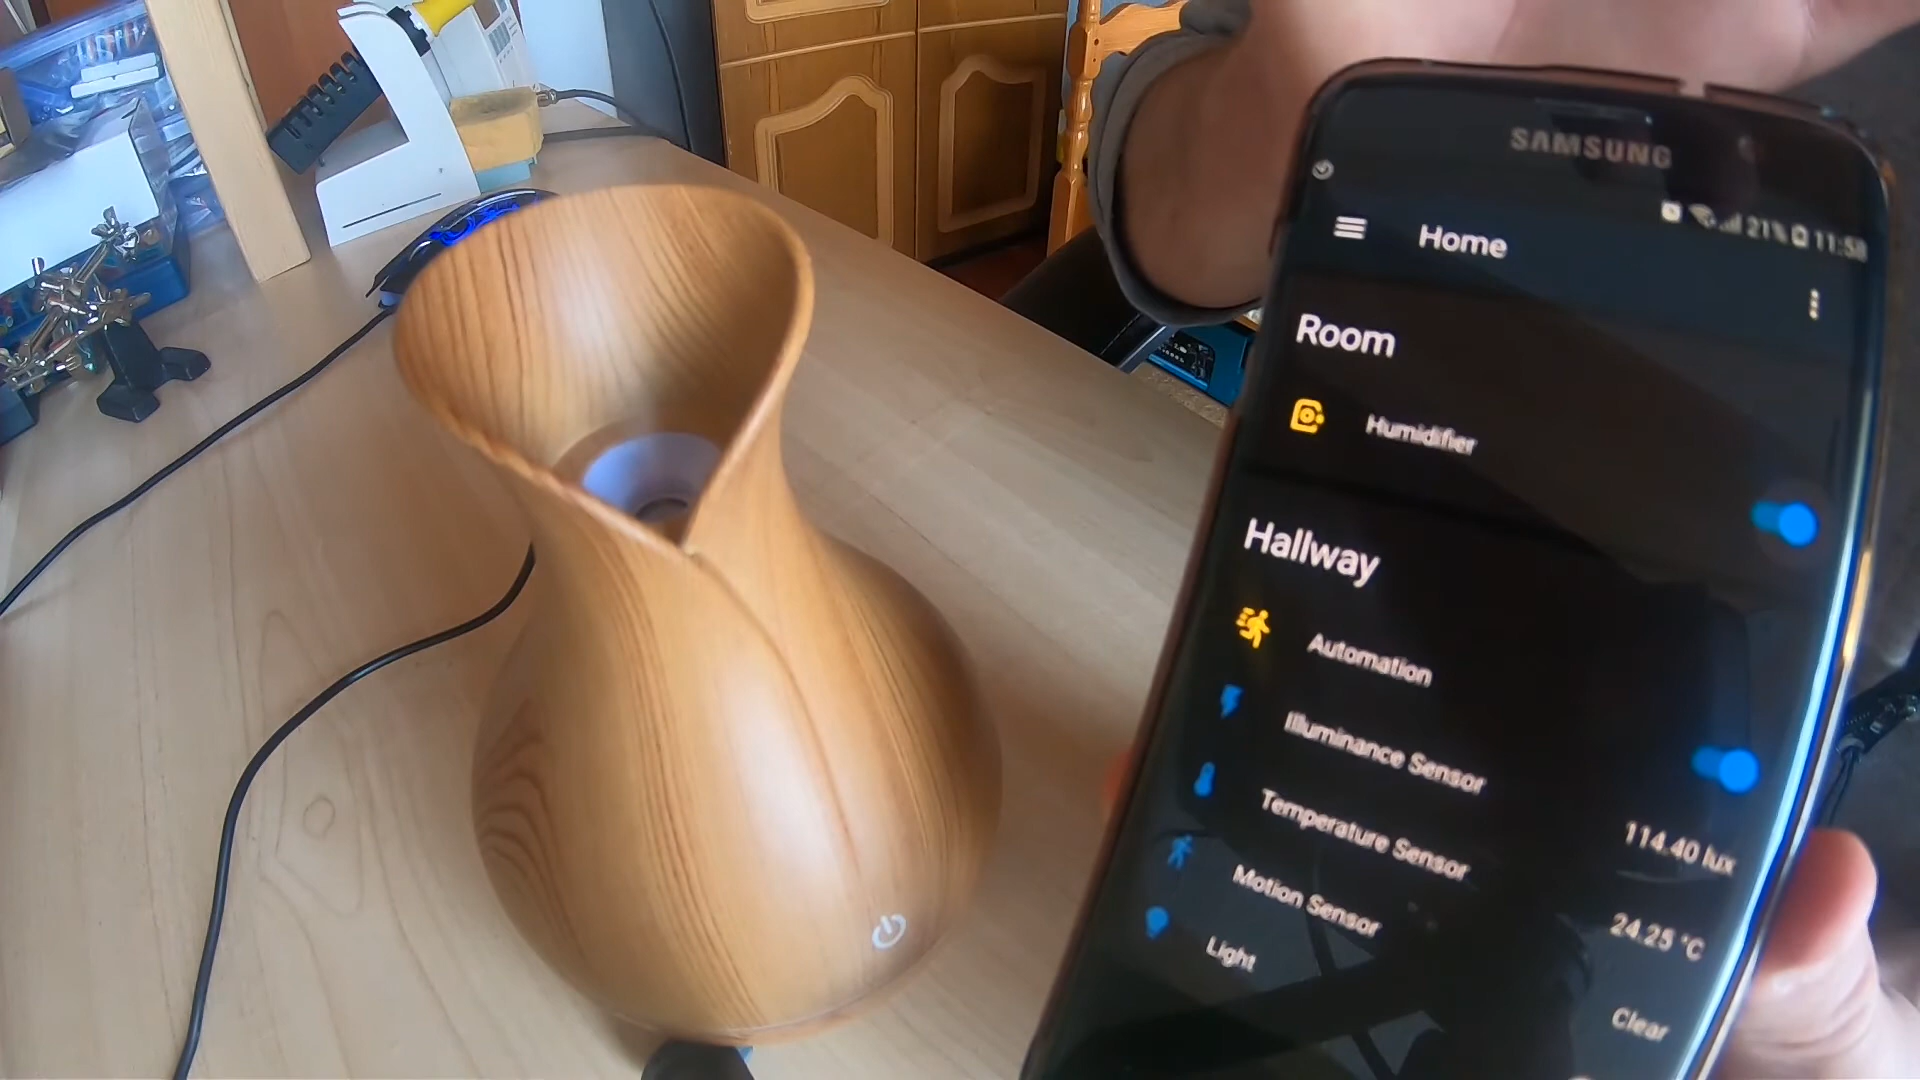 SAMSUNG
21% 11:58
Home
Room
Humidifier
Hallway
Automation
Illuminance Sensor
114.40 lux
Temperature Sensor
24.25 °C
Motion Sensor
Clear
Light